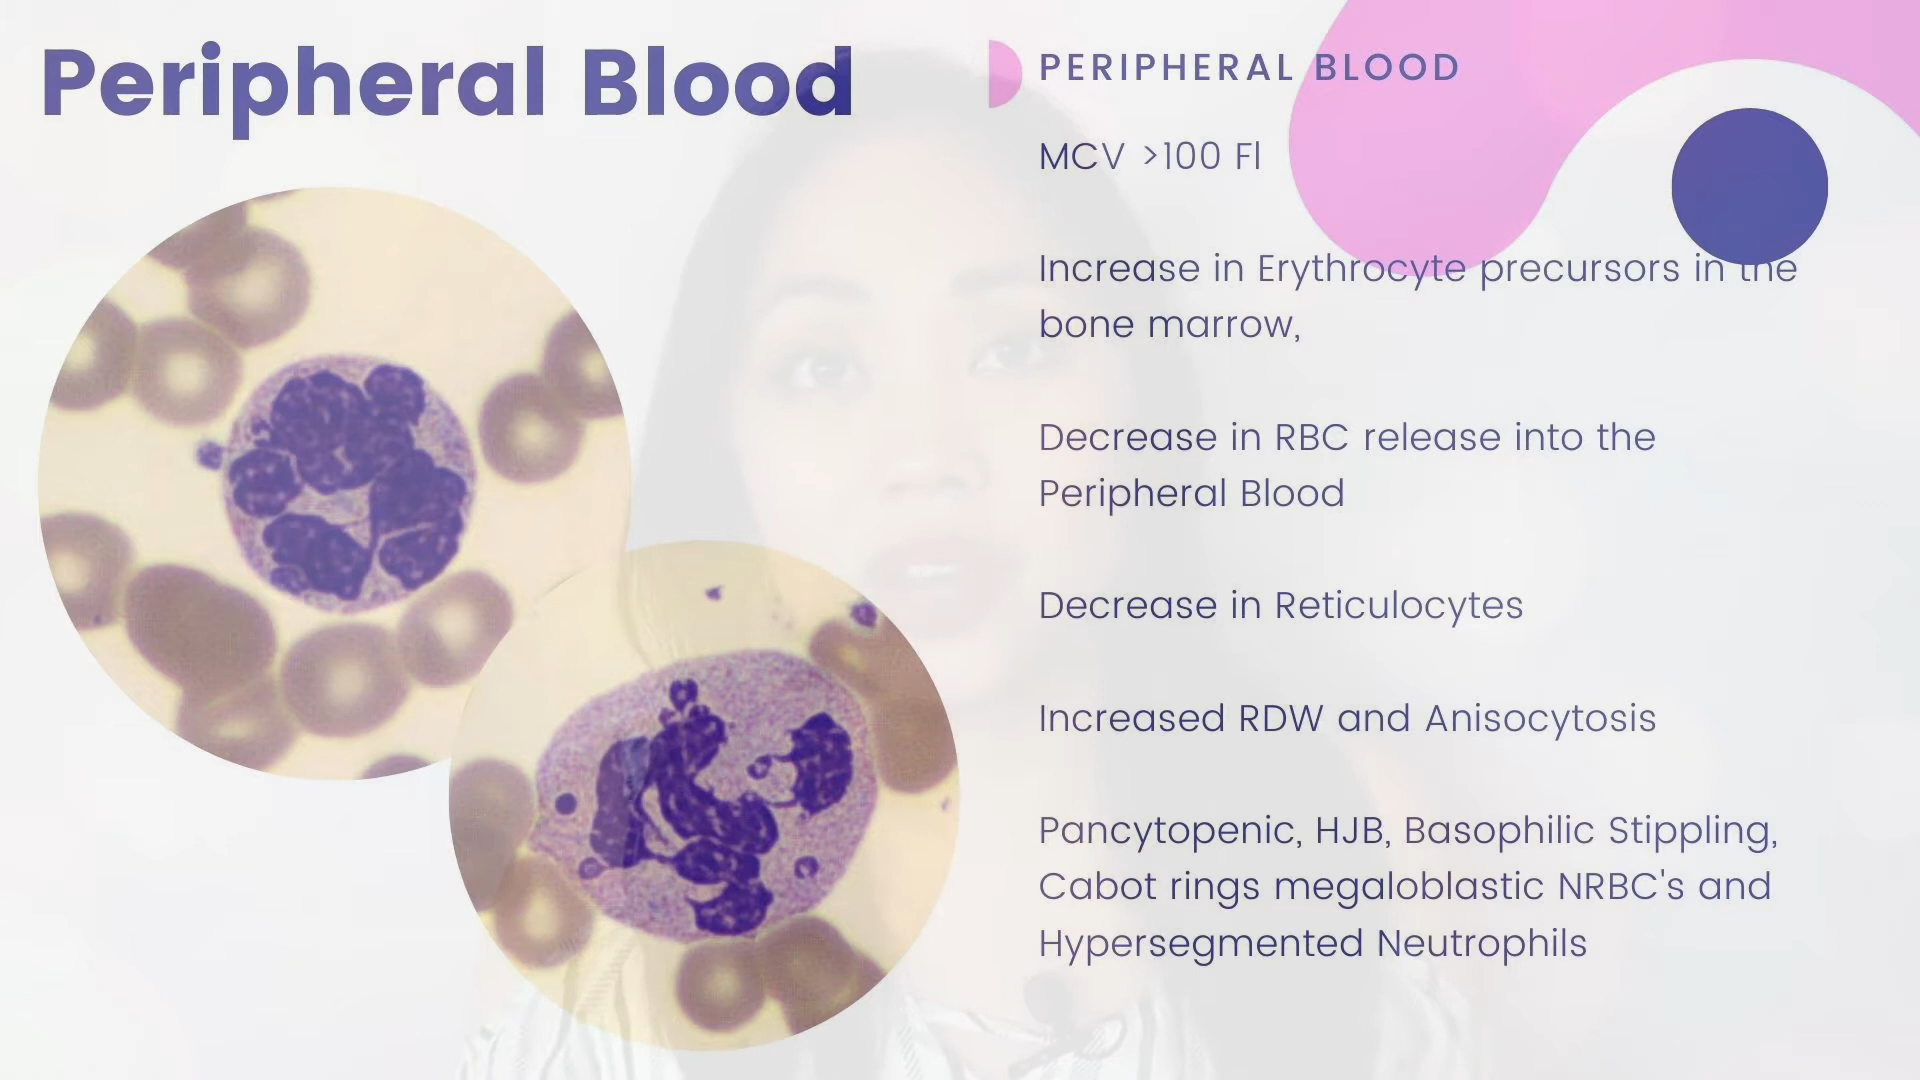 Peripheral Blood
PERIPHERAL BLOOD
MCV >100 Fl
Increase in Erythrocyte precursors in the
bone marrow,
Decrease in RBC release into the
Peripheral Blood
Decrease in Reticulocytes
Increased RDW and Anisocytosis
Pancytopenic, HJB, Basophilic Stippling,
Cabot rings megaloblastic NRBC's and
Hypersegmented Neutrophils